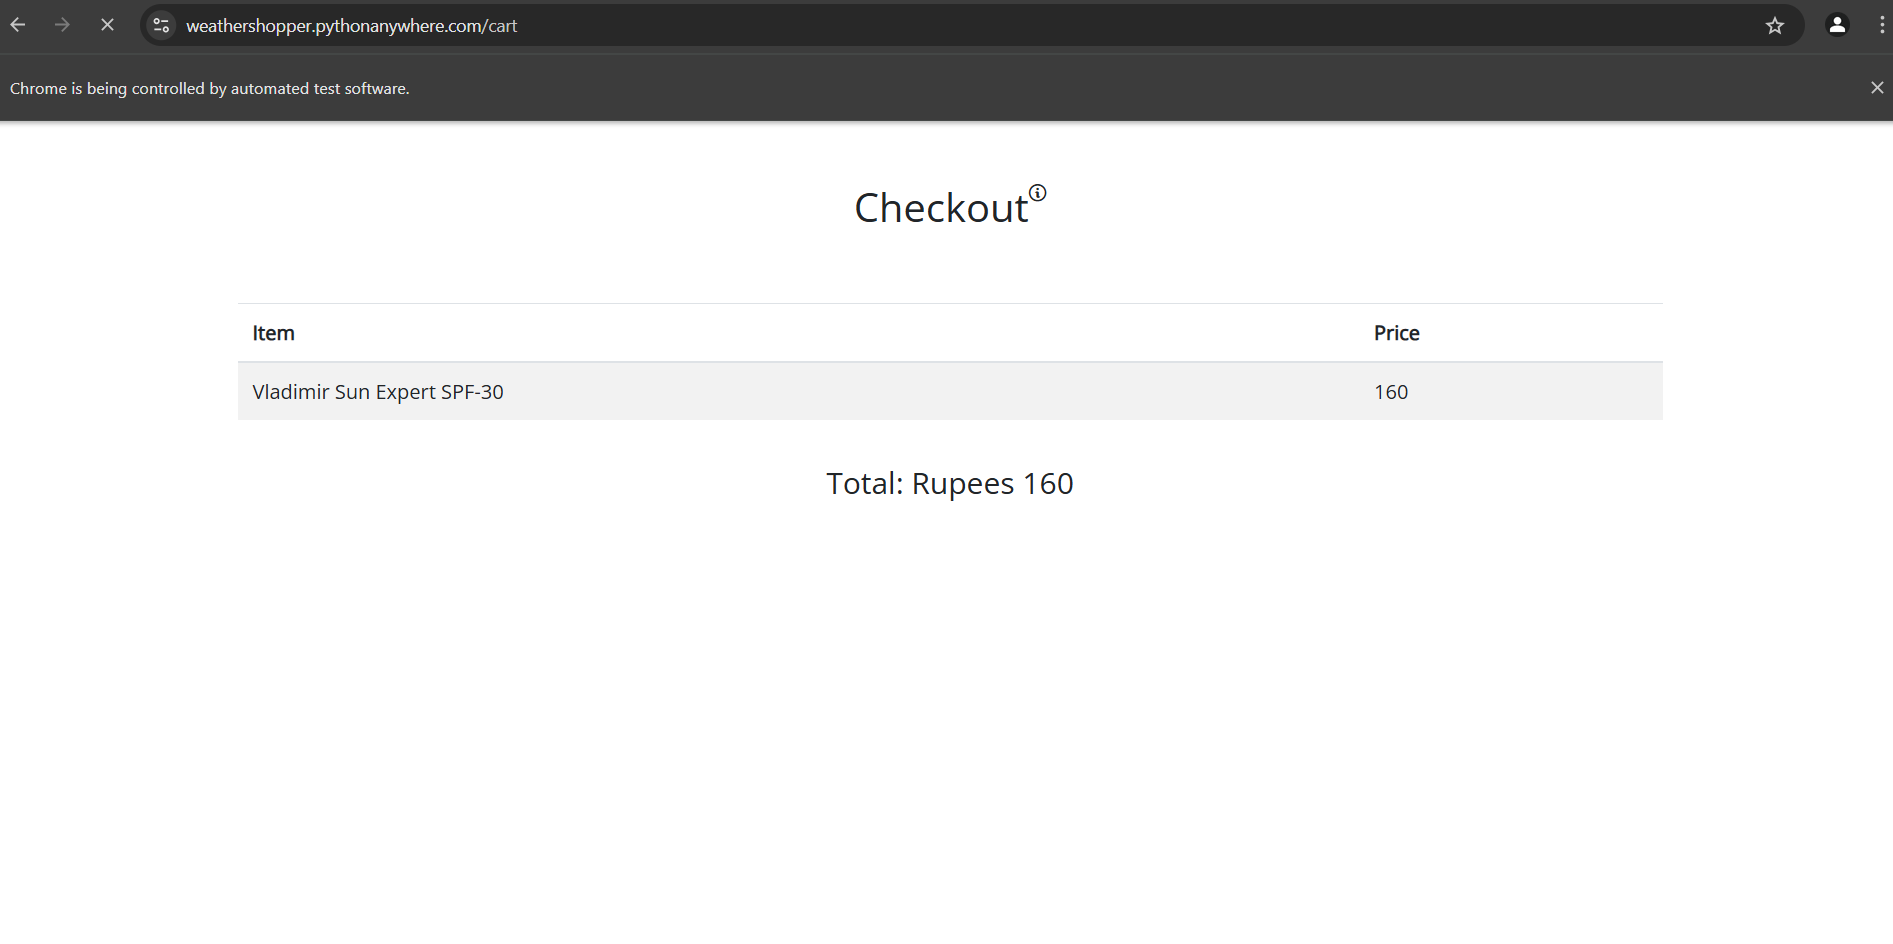 weathershopper.pythonanywhere.com/cart
Chrome is being controlled by automated test software.
Checkout
Item Price
Vladimir Sun Expert SPF-30 160
Total: Rupees 160